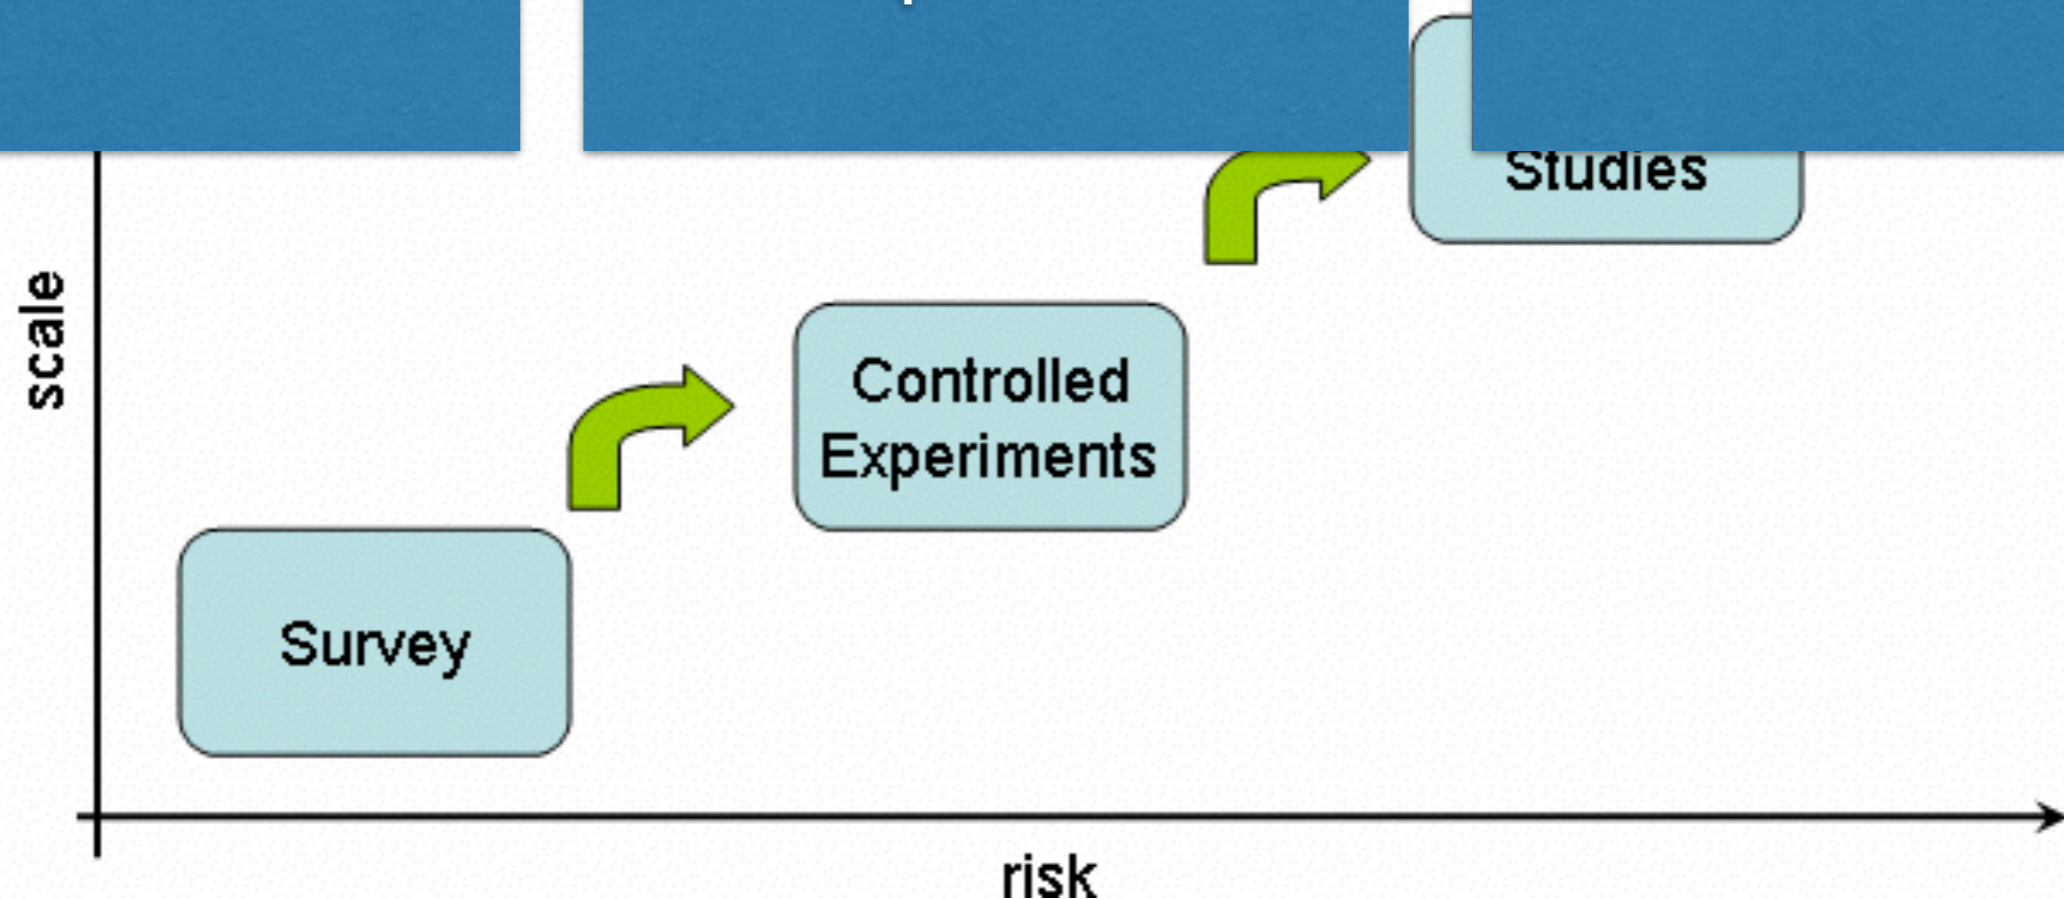 Studies
scale
Controlled
Experiments
Survey
risk